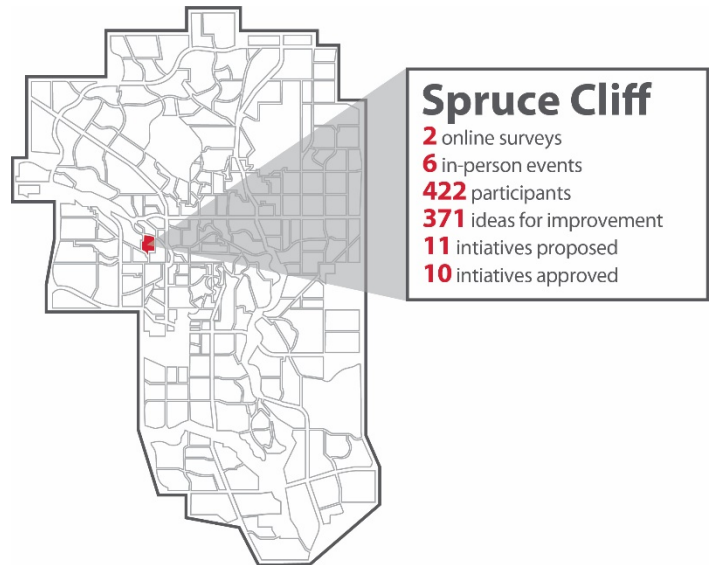 Spruce Cliff
2 online surveys
6 in-person events
422 participants
371 ideas for improvement
11 intiatives proposed
10 intiatives approved